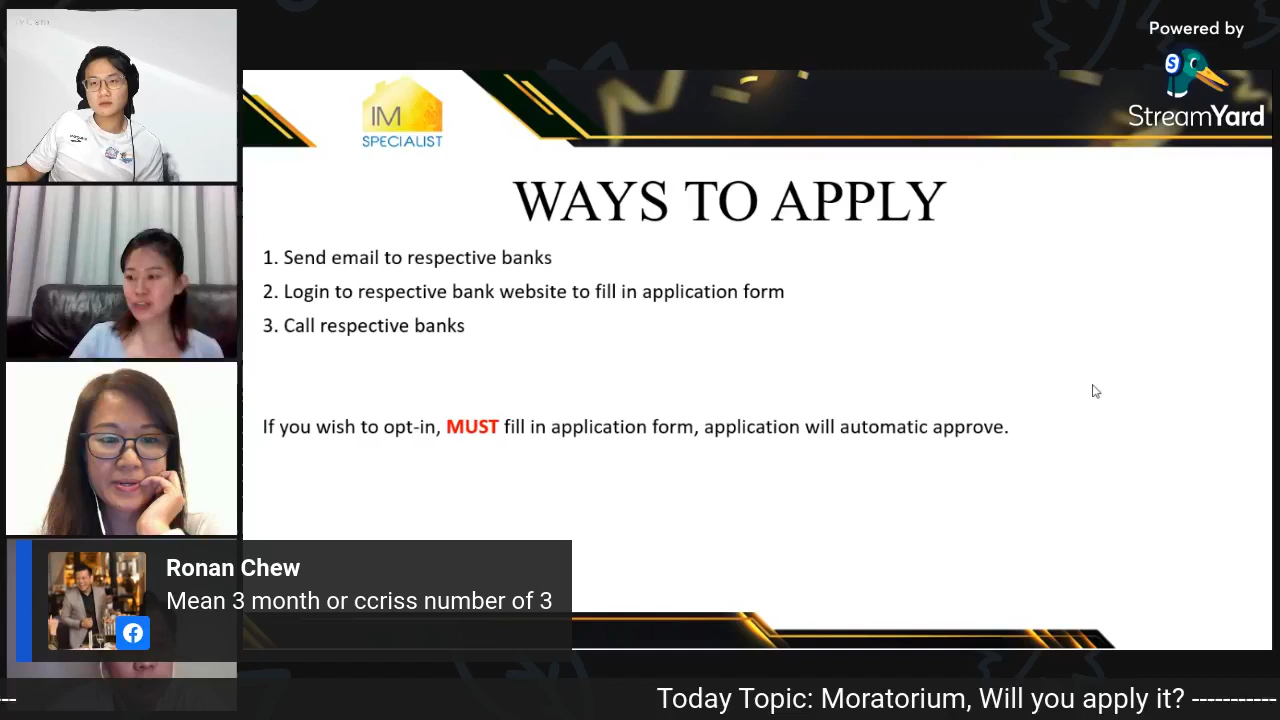 Powered by
StreamYard
IM
SPECIALIST
WAYS TO APPLY
1. Send email to respective banks
2. Login to respective bank website to fill in application form
3. Call respective banks
If you wish to opt-in, MUST fill in application form, application will automatic approve.
Ronan Chew
Mean 3 month or ccriss number of 3
--- Today Topic: Moratorium, Will you apply it? -----------